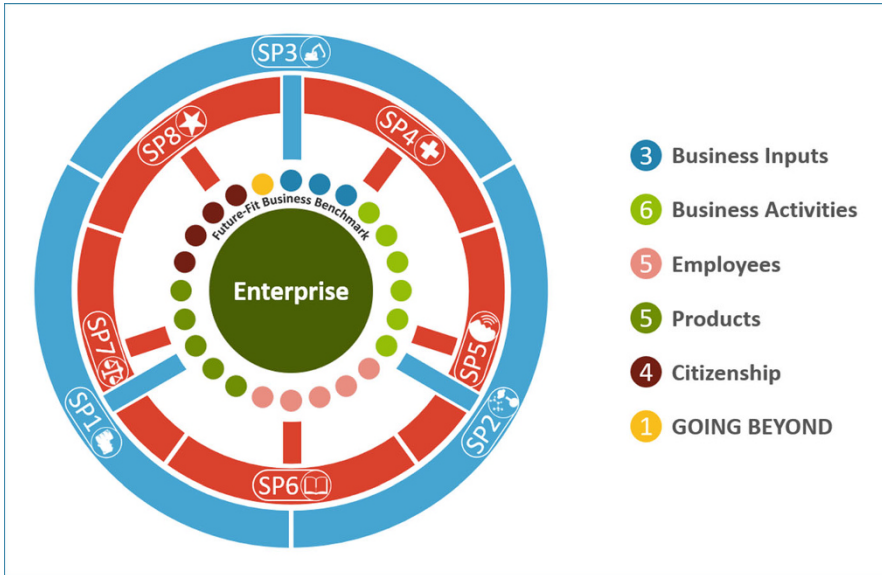 SP3
SP8
SP4
Future-Fit Business Benchmark
Enterprise
SP7
SP5
SP1
SP2
SP6
3 Business Inputs
6 Business Activities
5 Employees
5 Products
4 Citizenship
1 GOING BEYOND